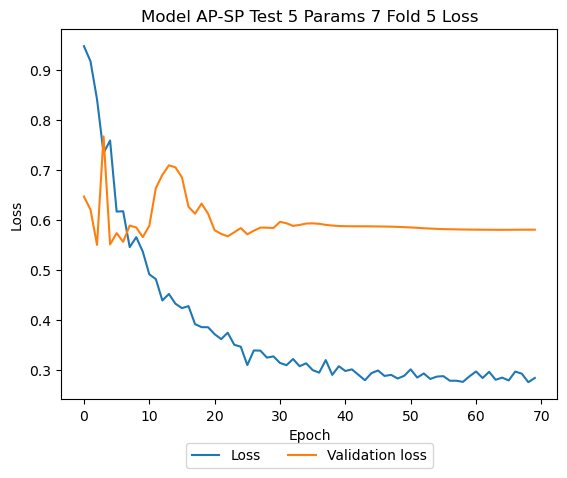 Model AP-SP Test 5 Params 7 Fold 5 Loss
Loss
0.9
0.8
0.7
0.6
0.5
0.4
0.3
0 10 20 30 40 50 60 70
Epoch
Loss Validation loss